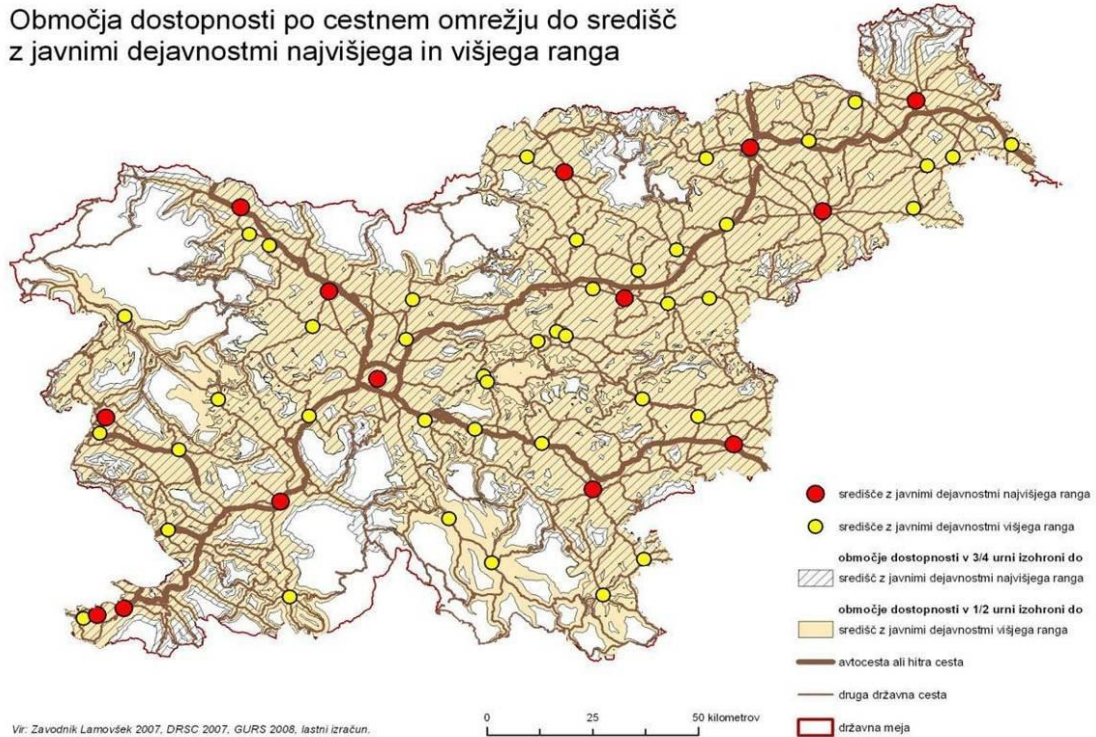 Območja dostopnosti po cestnem omrežju do središč
z javnimi dejavnostmi najvišjega in višjega ranga
središče z javnimi dejavnostmi najvišjega ranga
središče z javnimi dejavnostmi višjega ranga
območje dostopnosti v 3/4 urni izohroni do
središč z javnimi dejavnostmi najvišjega ranga
območje dostopnosti v 1/2 urni izohroni do
središč z javnimi dejavnostmi višjega ranga
avtocesta ali hitra cesta
druga državna cesta
državna meja
0 25 50 kilometrov
Vir: Zavodnik Lamovšek 2007, DRSC 2007, GURS 2008, lastni izračun.